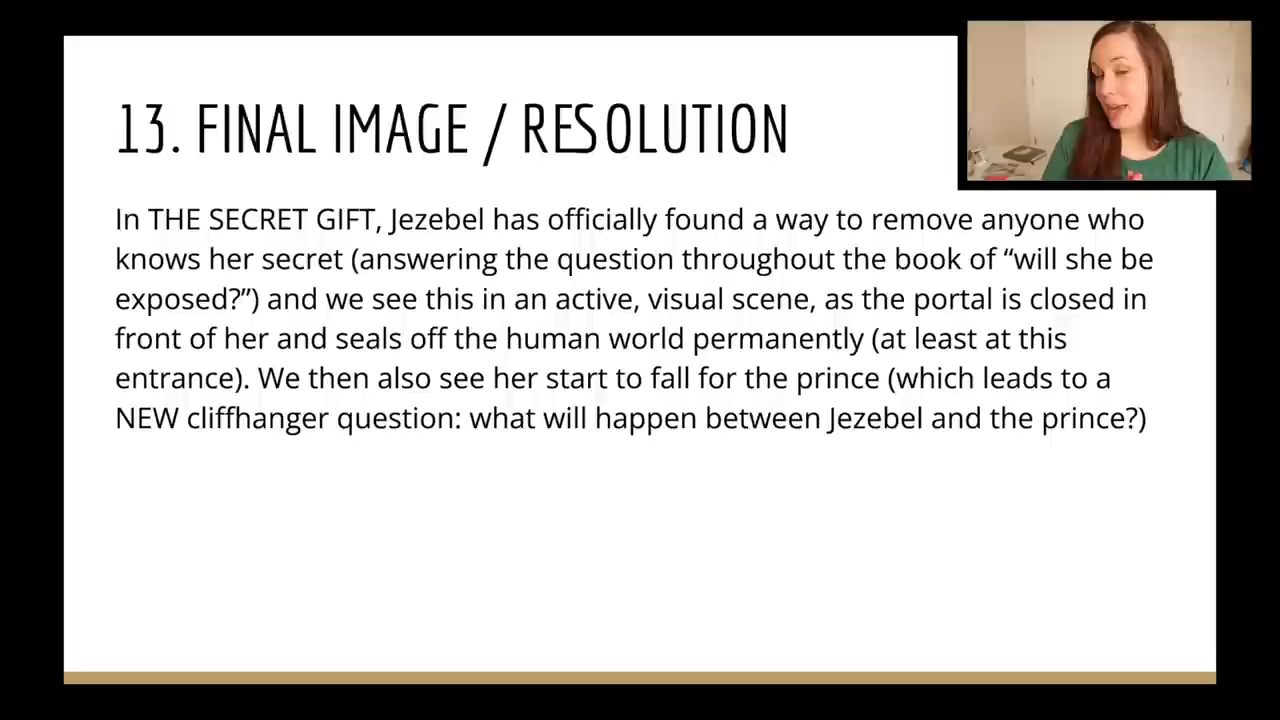 13. FINAL IMAGE / RESOLUTION
In THE SECRET GIFT, Jezebel has officially found a way to remove anyone who
knows her secret (answering the question throughout the book of “will she be
exposed?”) and we see this in an active, visual scene, as the portal is closed in
front of her and seals off the human world permanently (at least at this
entrance). We then also see her start to fall for the prince (which leads to a
NEW cliffhanger question: what will happen between Jezebel and the prince?)